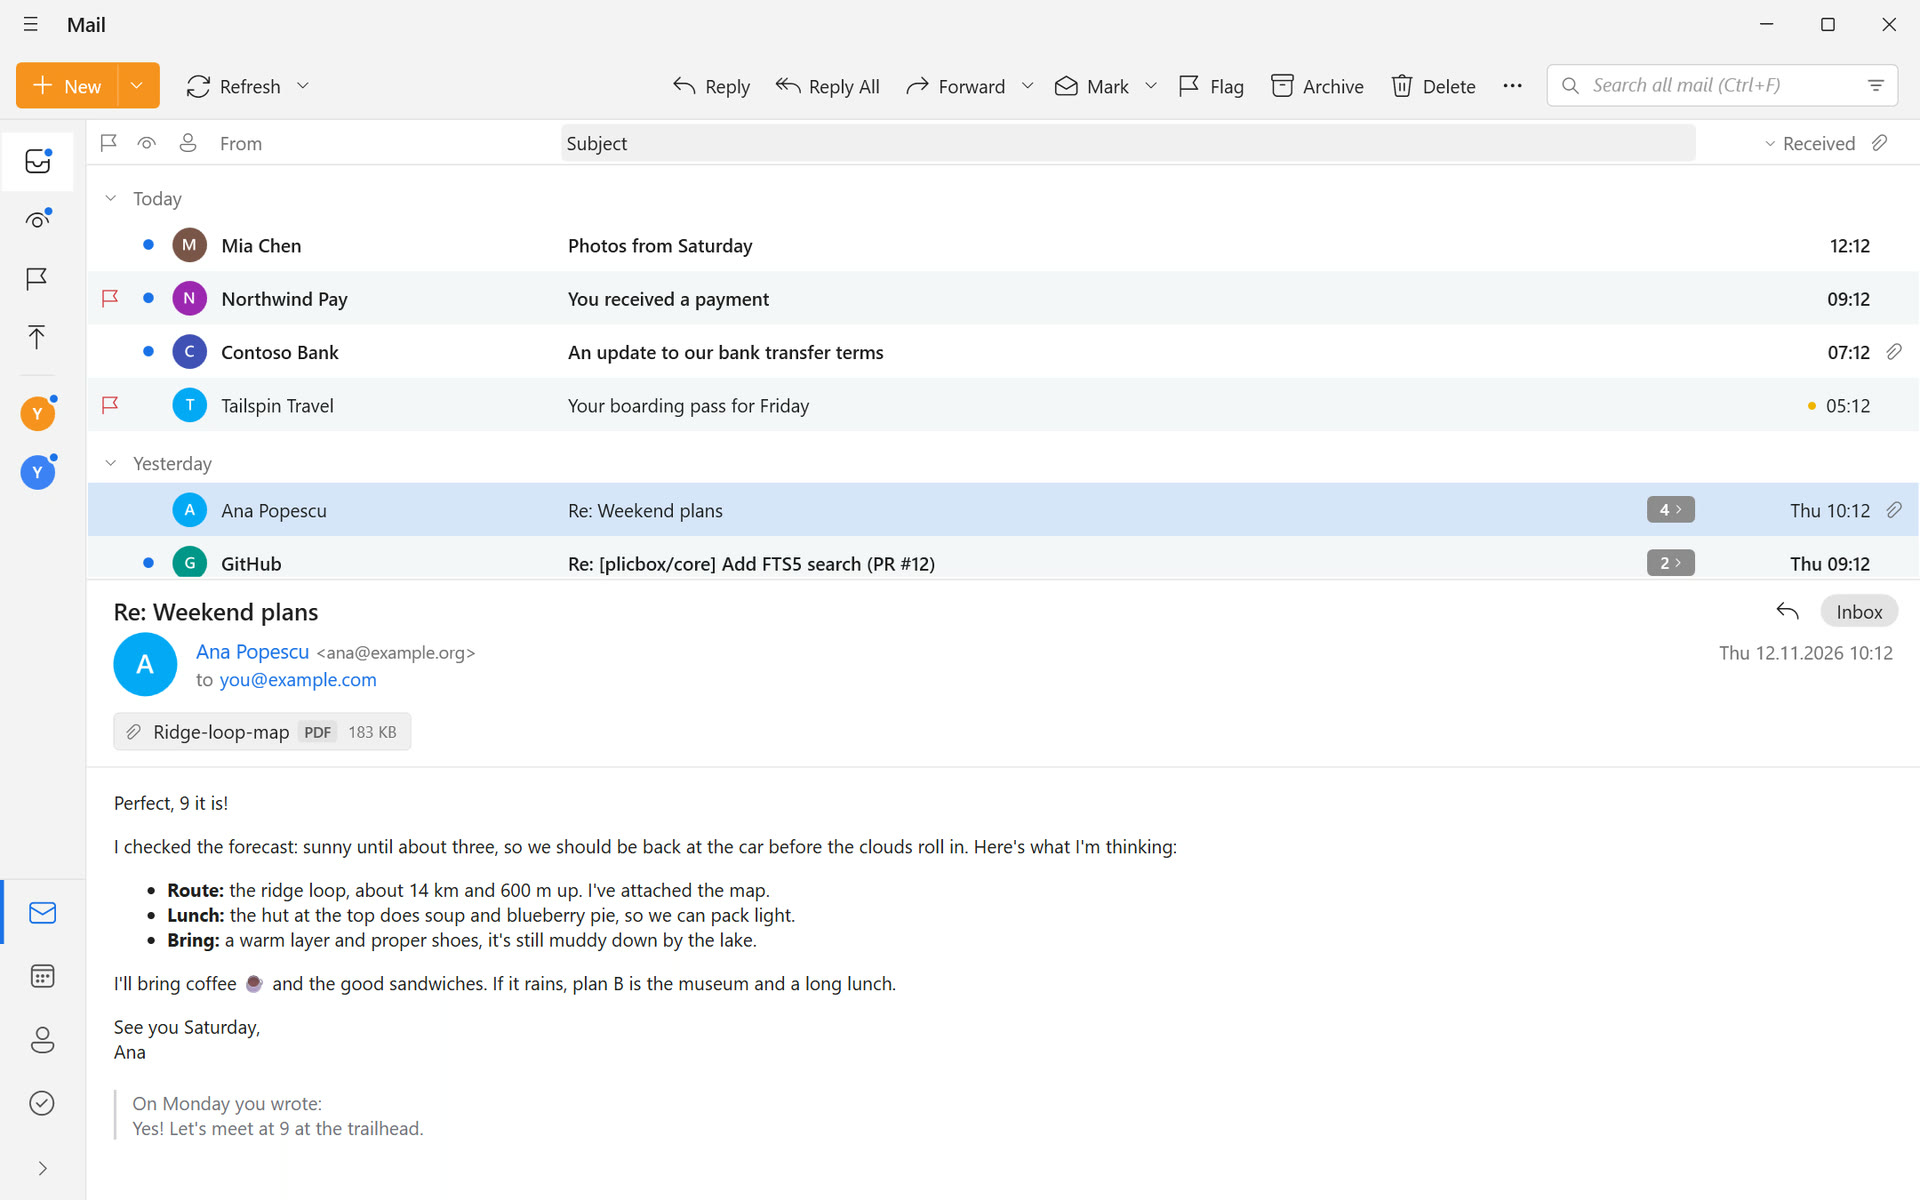 Mail
New
Refresh
Reply
Reply All
Forward
Mark
Flag
Archive
Delete
Search all mail (Ctrl+F)
From
Subject
Received
Today
M Mia Chen Photos from Saturday 12:12
N Northwind Pay You received a payment 09:12
C Contoso Bank An update to our bank transfer terms 07:12
T Tailspin Travel Your boarding pass for Friday 05:12
Y
Y
Yesterday
A Ana Popescu Re: Weekend plans 4 Thu 10:12
G GitHub Re: [plicbox/core] Add FTS5 search (PR #12) 2 Thu 09:12
Re: Weekend plans
Inbox
A
Ana Popescu <ana@example.org>
Thu 12.11.2026 10:12
to you@example.com
Ridge-loop-map PDF 183 KB
Perfect, 9 it is!
I checked the forecast: sunny until about three, so we should be back at the car before the clouds roll in. Here's what I'm thinking:
• Route: the ridge loop, about 14 km and 600 m up. I've attached the map.
• Lunch: the hut at the top does soup and blueberry pie, so we can pack light.
• Bring: a warm layer and proper shoes, it's still muddy down by the lake.
I'll bring coffee ☕ and the good sandwiches. If it rains, plan B is the museum and a long lunch.
See you Saturday,
Ana
On Monday you wrote:
Yes! Let's meet at 9 at the trailhead.